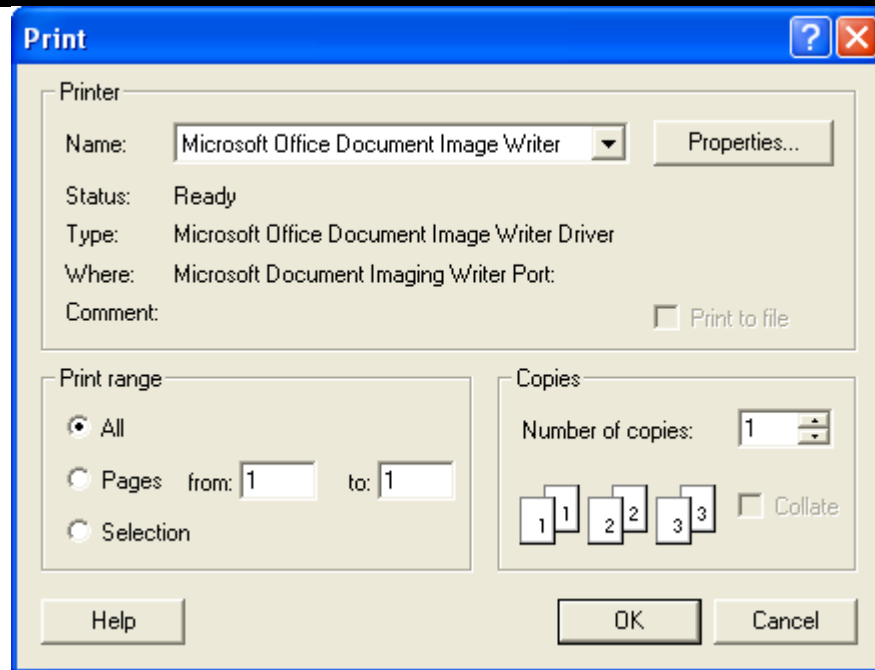 Print
Printer
Name: Microsoft Office Document Image Writer Properties...
Status: Ready
Type: Microsoft Office Document Image Writer Driver
Where: Microsoft Document Imaging Writer Port:
Comment: Print to file
Print range
All
Pages from: 1 to: 1
Selection
Copies
Number of copies: 1
1 1 2 2 3 3 Collate
Help OK Cancel